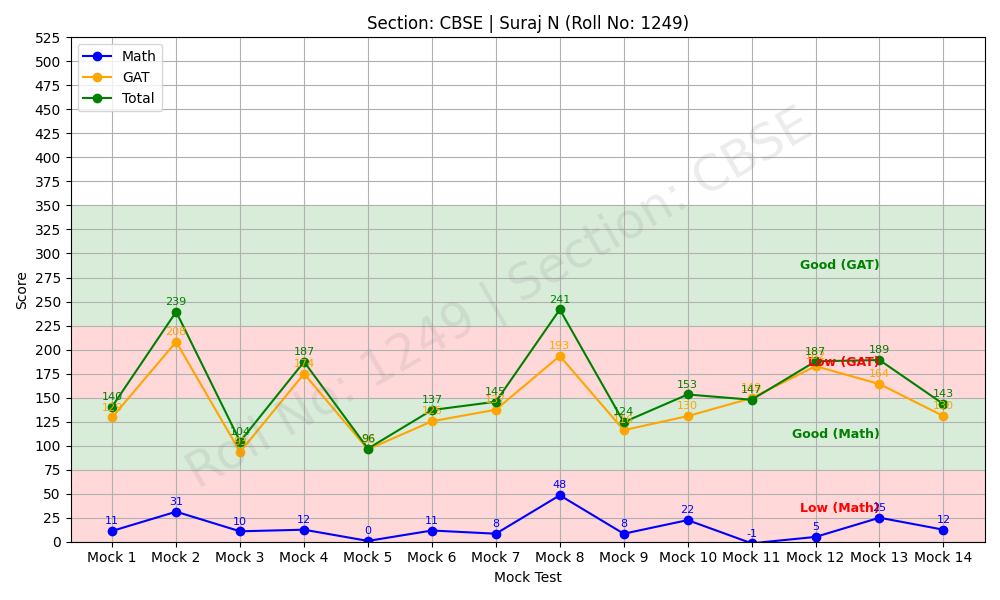 Section: CBSE | Suraj N (Roll No: 1249)
Math
GAT
Total
Score
525
500
475
450
425
400
375
350
325
300
275
250
225
200
175
150
125
100
75
50
25
0
Roll No: 1249 | Section: CBSE
Good (GAT)
Low (GAT)
Good (Math)
Low (Math)
140 239 104 187 96 137 145 241 124 153 147 187 189 143
208 193 130 164
11 31 10 12 0 11 8 48 8 22 -1 5 25 12
Mock 1 Mock 2 Mock 3 Mock 4 Mock 5 Mock 6 Mock 7 Mock 8 Mock 9 Mock 10 Mock 11 Mock 12 Mock 13 Mock 14
Mock Test